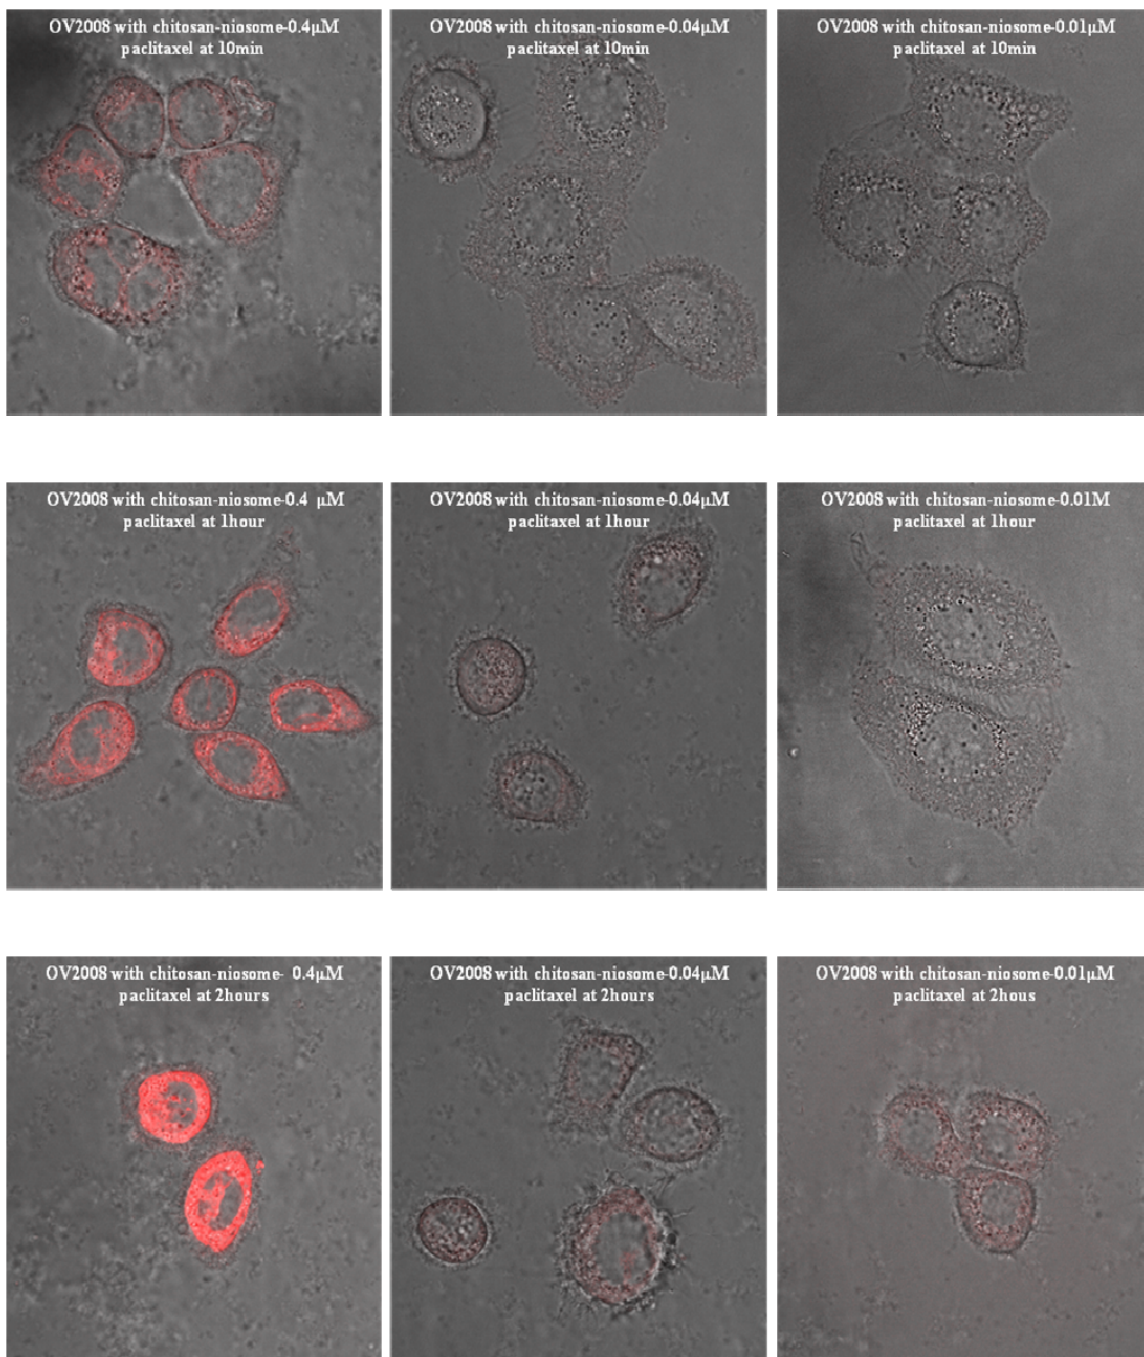 OV2008 with chitosan-niosome-0.4µM
paclitaxel at 10min
OV2008 with chitosan-niosome-0.04µM
paclitaxel at 10min
OV2008 with chitosan-niosome-0.01µM
paclitaxel at 10min
OV2008 with chitosan-niosome-0.4 µM
paclitaxel at 1hour
OV2008 with chitosan-niosome-0.04µM
paclitaxel at 1hour
OV2008 with chitosan-niosome-0.01M
paclitaxel at 1hour
OV2008 with chitosan-niosome- 0.4µM
paclitaxel at 2hours
OV2008 with chitosan-niosome-0.04µM
paclitaxel at 2hours
OV2008 with chitosan-niosome-0.01µM
paclitaxel at 2hous